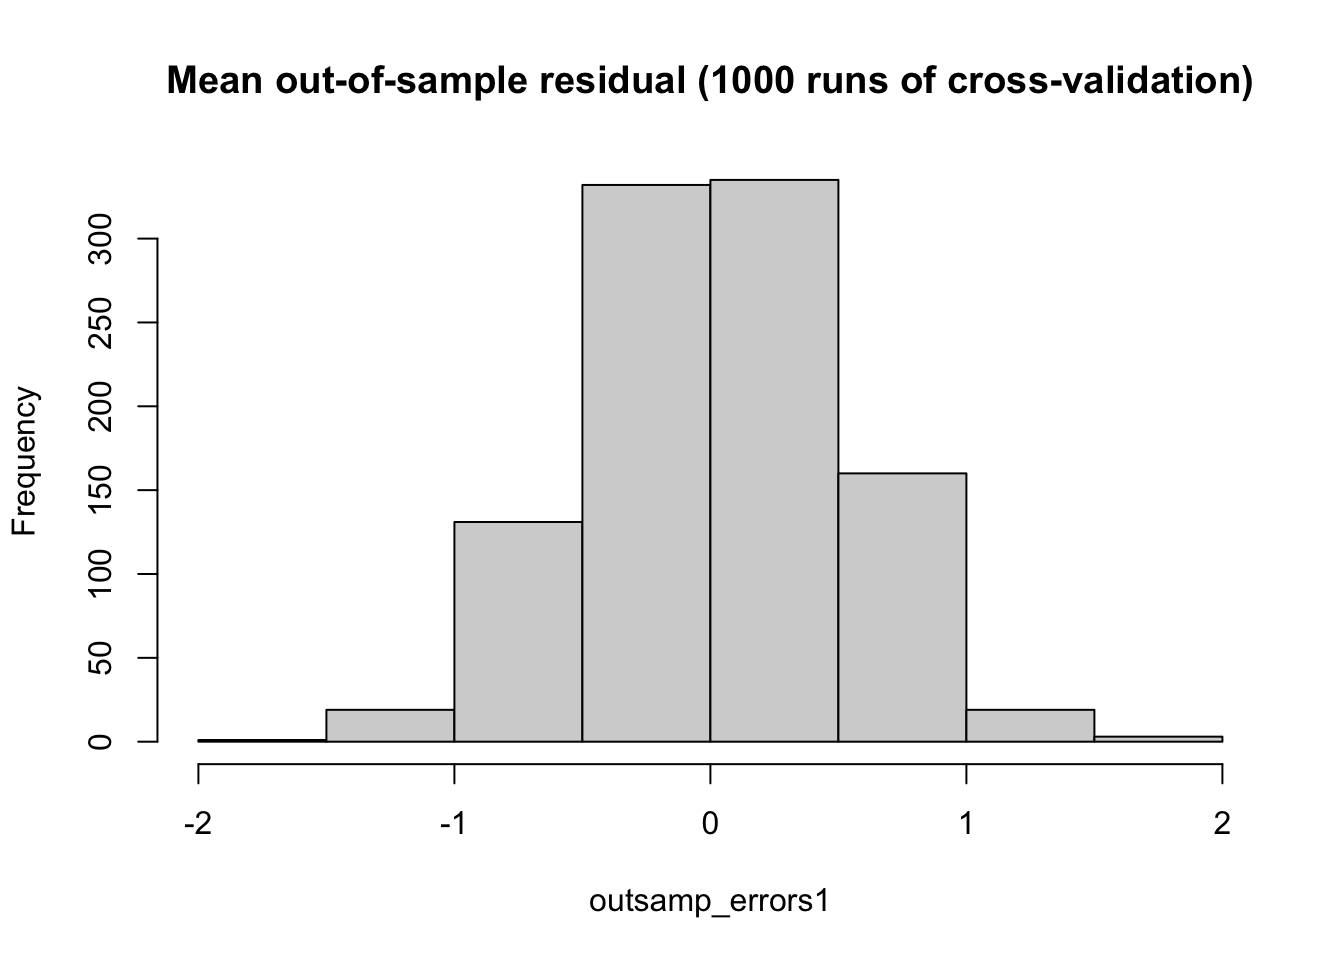 Mean out-of-sample residual (1000 runs of cross-validation)
Frequency
300
250
200
150
100
50
0
-2 -1 0 1 2
outsamp_errors1